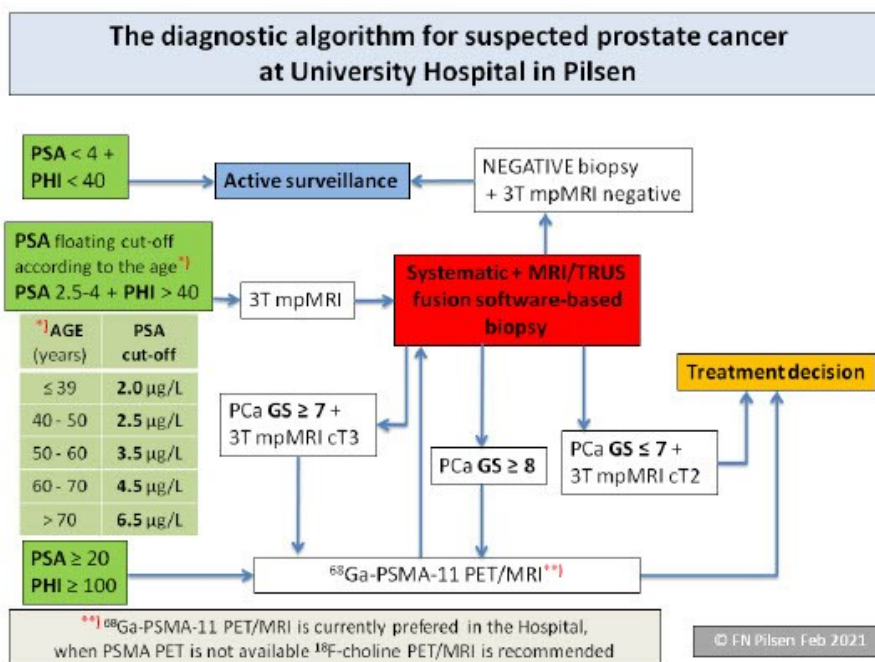 The diagnostic algorithm for suspected prostate cancer
at University Hospital in Pilsen
PSA < 4 +
PHI < 40
Active surveillance
NEGATIVE biopsy
+ 3T mpMRI negative
PSA floating cut-off
according to the age*)
PSA 2.5-4 + PHI > 40
3T mpMRI
Systematic + MRI/TRUS
fusion software-based
biopsy
*)AGE PSA
(years) cut-off
≤ 39 2.0 µg/L
40 - 50 2.5 µg/L
50 - 60 3.5 µg/L
60 - 70 4.5 µg/L
> 70 6.5 µg/L
Treatment decision
PCa GS ≥ 7 +
3T mpMRI cT3
PCa GS ≥ 8
PCa GS ≤ 7 +
3T mpMRI cT2
PSA ≥ 20
PHI ≥ 100
⁶⁸Ga-PSMA-11 PET/MRI**)
**) ⁶⁸Ga-PSMA-11 PET/MRI is currently prefered in the Hospital,
when PSMA PET is not available ¹⁸F-choline PET/MRI is recommended
© FN Pilsen Feb 2021